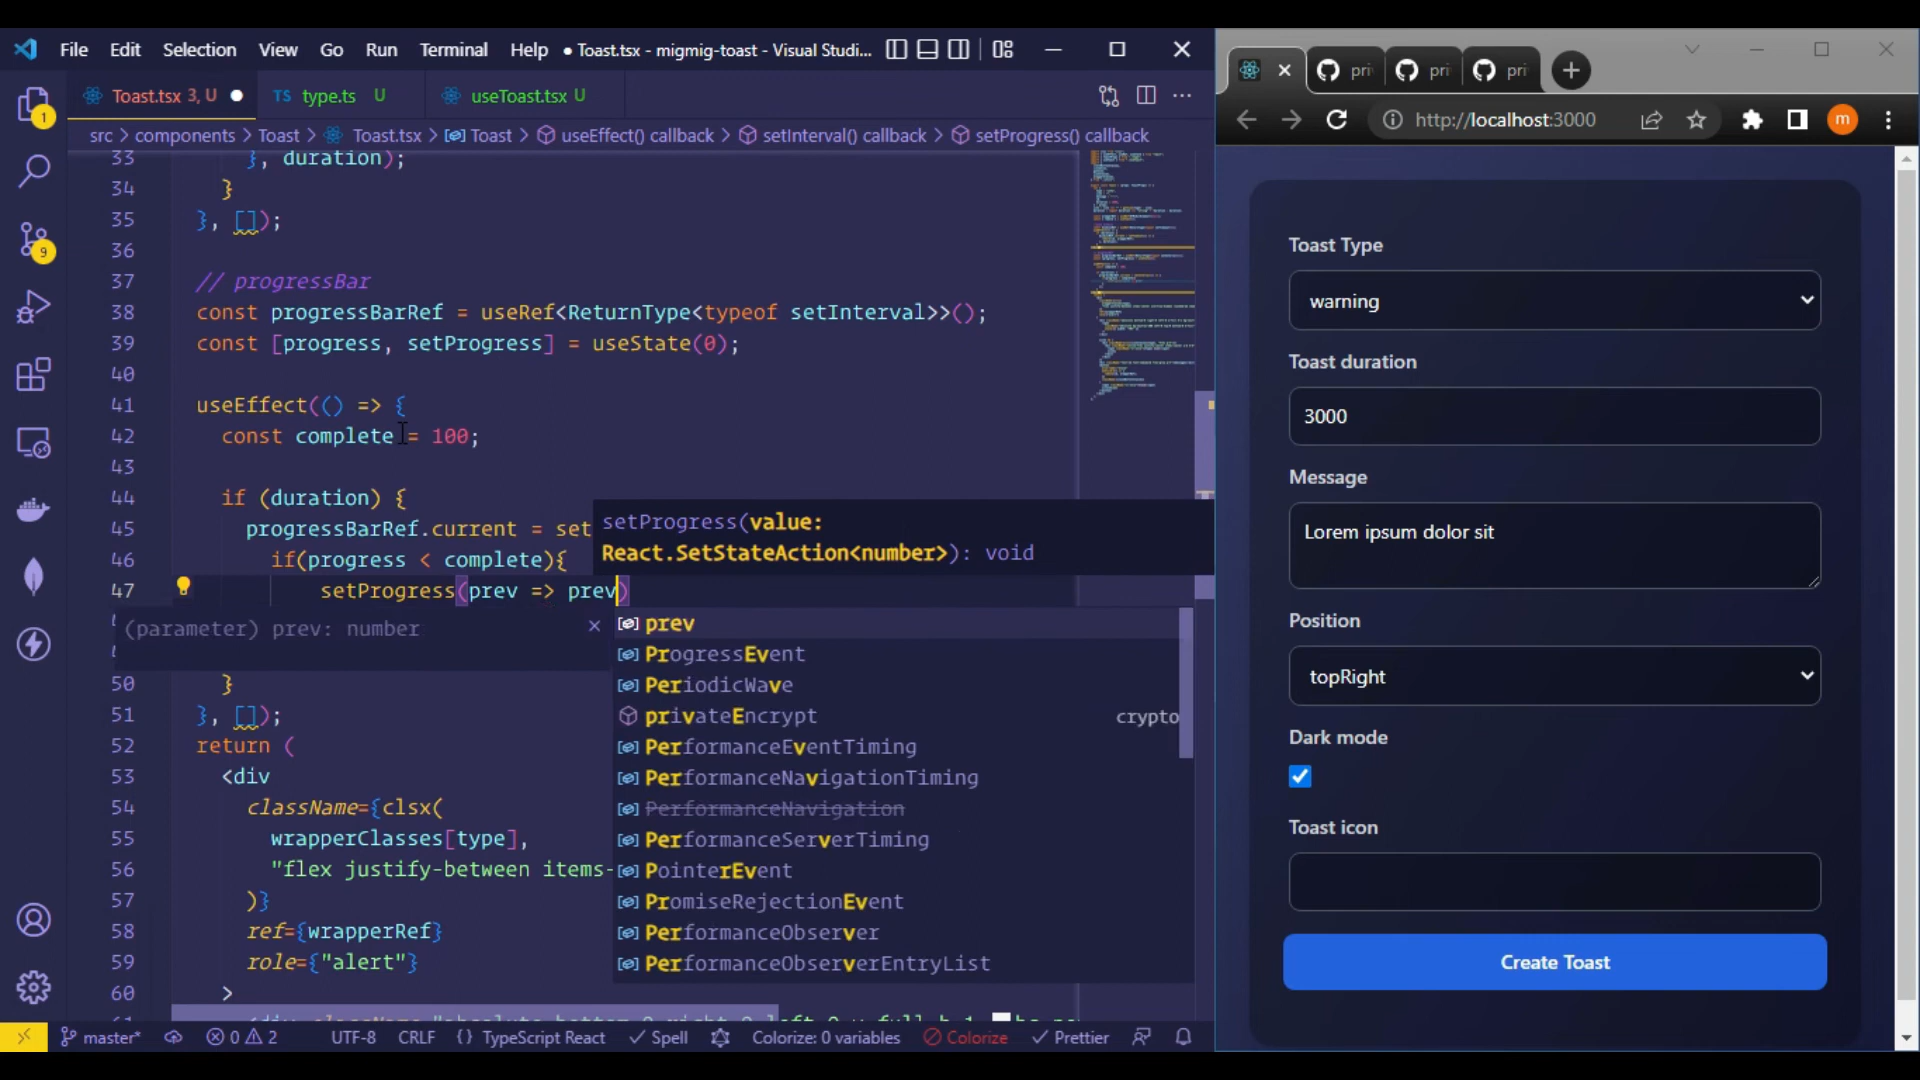 File Edit Selection View Go Run Terminal Help ● Toast.tsx - migmig-toast - Visual Studi...
Toast.tsx 3, U ●
TS type.ts U
useToast.tsx U
src > components > Toast > Toast.tsx > Toast > useEffect() callback > setInterval() callback > setProgress() callback
33 }, duration);
34 }
35 }, []);
36
37 // progressBar
38 const progressBarRef = useRef<ReturnType<typeof setInterval>>();
39 const [progress, setProgress] = useState(0);
40
41 useEffect(() => {
42 const complete = 100;
43
44 if (duration) {
45 progressBarRef.current = set
46 if(progress < complete){
47 setProgress(prev => prev)
setProgress(value:
React.SetStateAction<number>): void
(parameter) prev: number
prev
ProgressEvent
PeriodicWave
privateEncrypt crypto
PerformanceEventTiming
PerformanceNavigationTiming
PerformanceNavigation
PerformanceServerTiming
PointerEvent
PromiseRejectionEvent
PerformanceObserver
PerformanceObserverEntryList
50 }
51 }, []);
52 return (
53 <div
54 className={clsx(
55 wrapperClasses[type],
56 "flex justify-between items-
57 )}
58 ref={wrapperRef}
59 role={"alert"}
60 >
1
9
master* 0 2 UTF-8 CRLF {} TypeScript React Spell Colorize: 0 variables Colorize Prettier
pri
pri
pri
http://localhost:3000
m
Toast Type
warning
Toast duration
3000
Message
Lorem ipsum dolor sit
Position
topRight
Dark mode
Toast icon
Create Toast